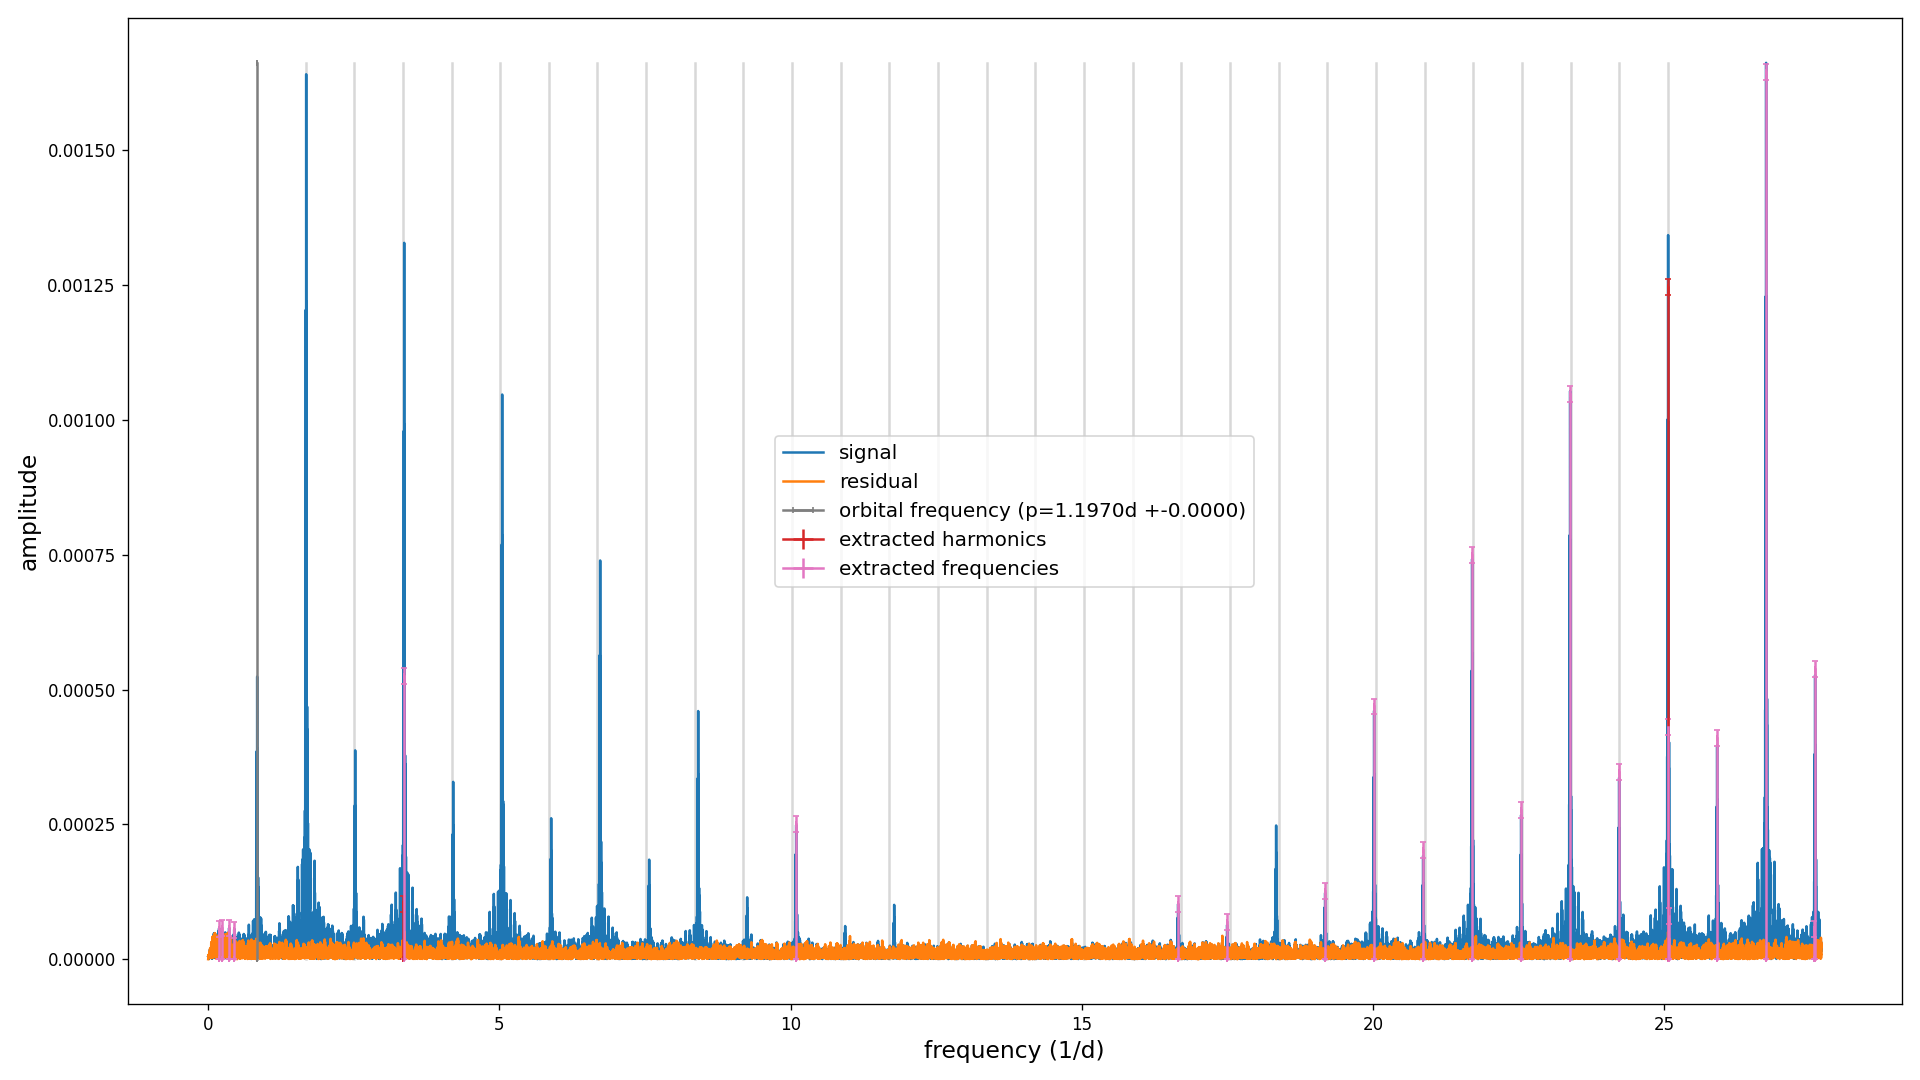 amplitude
0.00150
0.00125
0.00100
0.00075
0.00050
0.00025
0.00000
signal
residual
orbital frequency (p=1.1970d +-0.0000)
extracted harmonics
extracted frequencies
0 5 10 15 20 25
frequency (1/d)